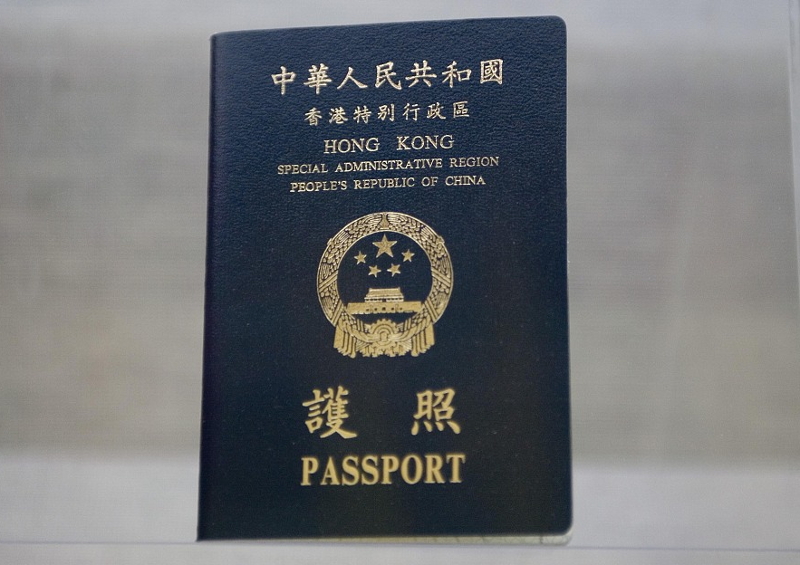 中華人民共和國
香港特別行政區
HONG KONG
SPECIAL ADMINISTRATIVE REGION
PEOPLE'S REPUBLIC OF CHINA
護照
PASSPORT